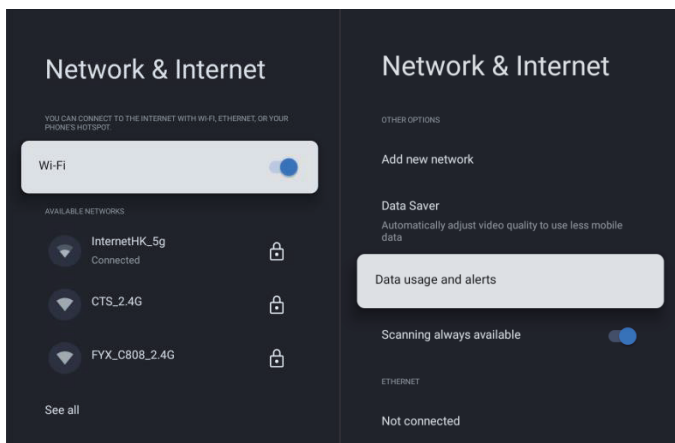 Network & Internet
YOU CAN CONNECT TO THE INTERNET WITH WI-FI, ETHERNET, OR YOUR
PHONE'S HOTSPOT.
Wi-Fi
AVAILABLE NETWORKS
InternetHK_5g
Connected
CTS_2.4G
FYX_C808_2.4G
See all
Network & Internet
OTHER OPTIONS
Add new network
Data Saver
Automatically adjust video quality to use less mobile
data
Data usage and alerts
Scanning always available
ETHERNET
Not connected